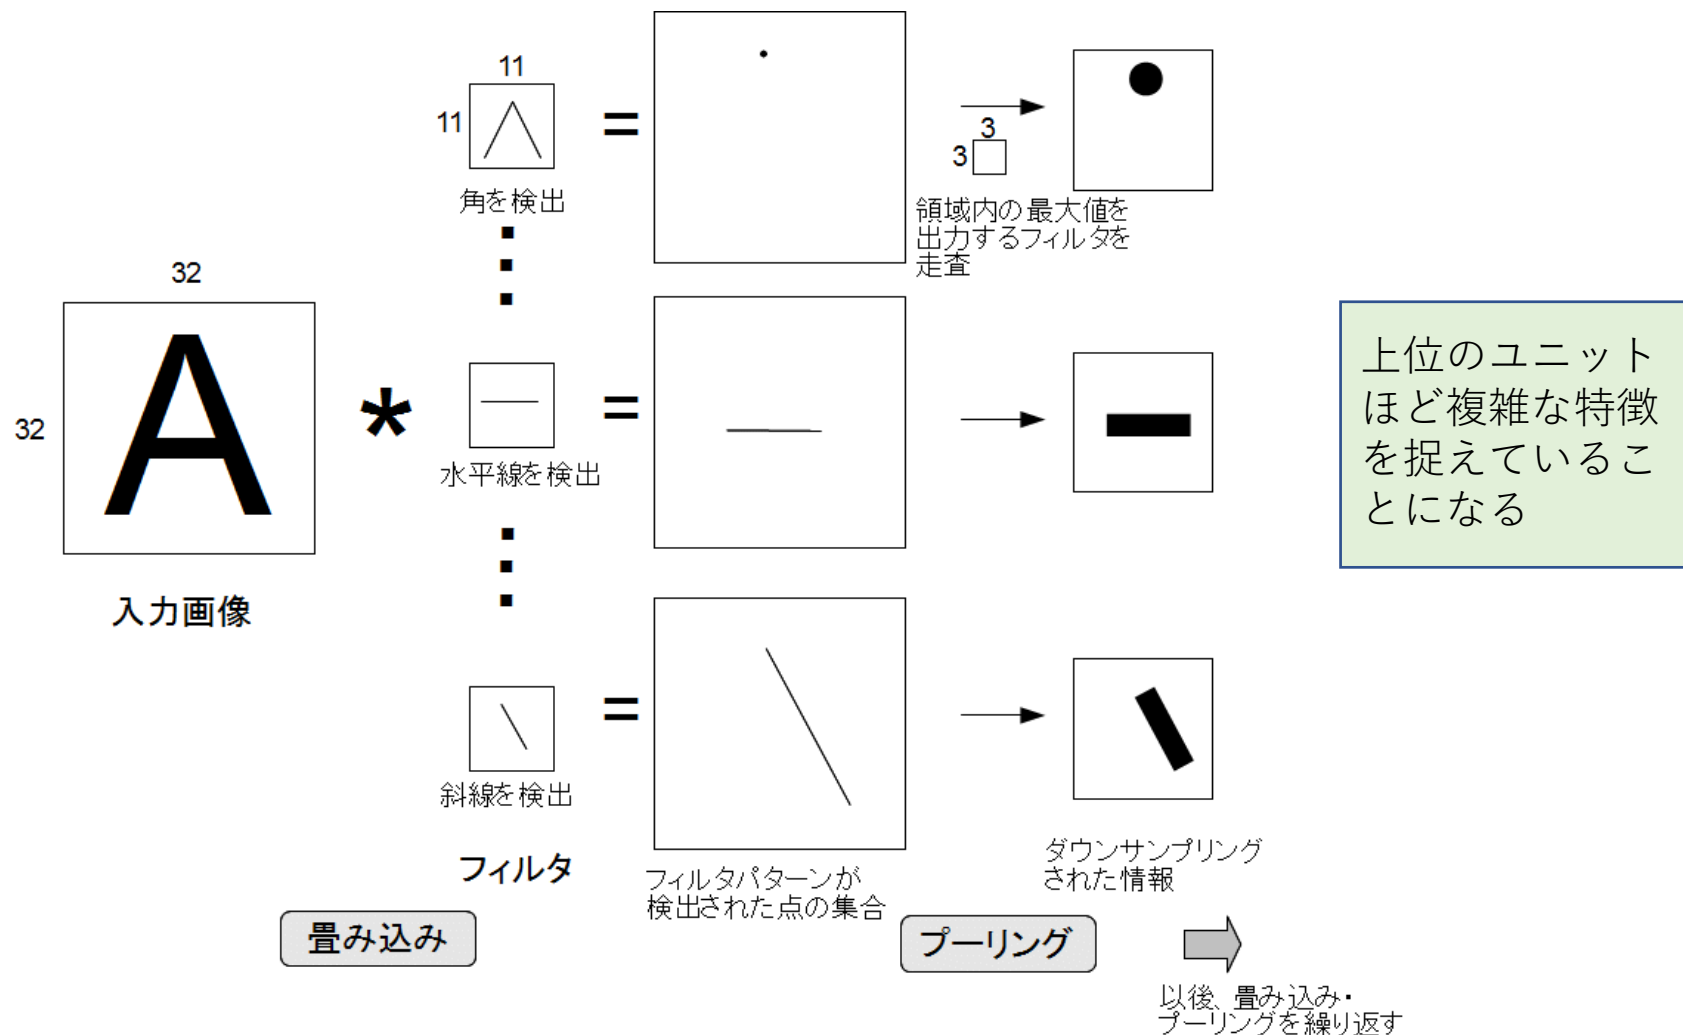 32
32
A
入力画像
*
11
11
角を検出
水平線を検出
斜線を検出
フィルタ
畳み込み
=
=
=
フィルタパターンが
検出された点の集合
3
3
領域内の最大値を
出力するフィルタを
走査
ダウンサンプリング
された情報
プーリング
以後、畳み込み・
プーリングを繰り返す
上位のユニット
ほど複雑な特徴
を捉えているこ
とになる